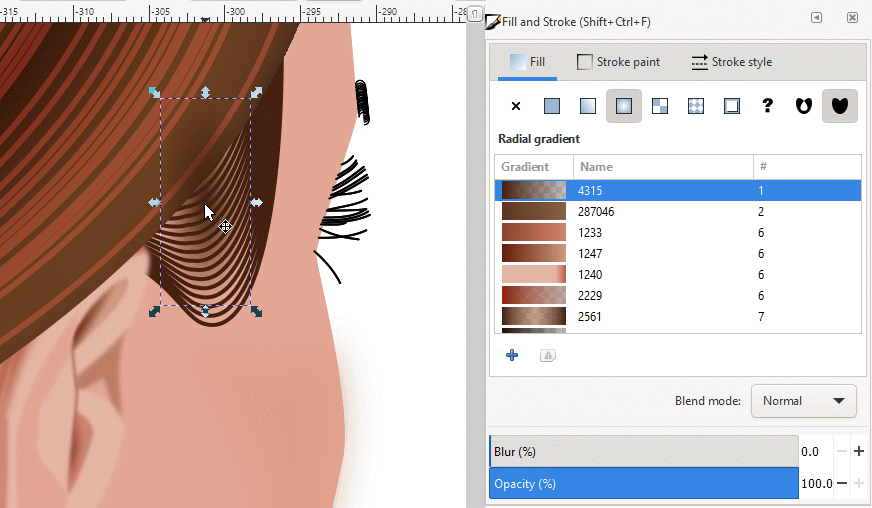 -315 -310 -305 -300 -295 -290
Fill and Stroke (Shift+Ctrl+F)
Fill Stroke paint Stroke style
Radial gradient
Gradient Name #
4315 1
287046 2
1233 6
1247 6
1240 6
2229 6
2561 7
Blend mode: Normal
Blur (%) 0.0
Opacity (%) 100.0